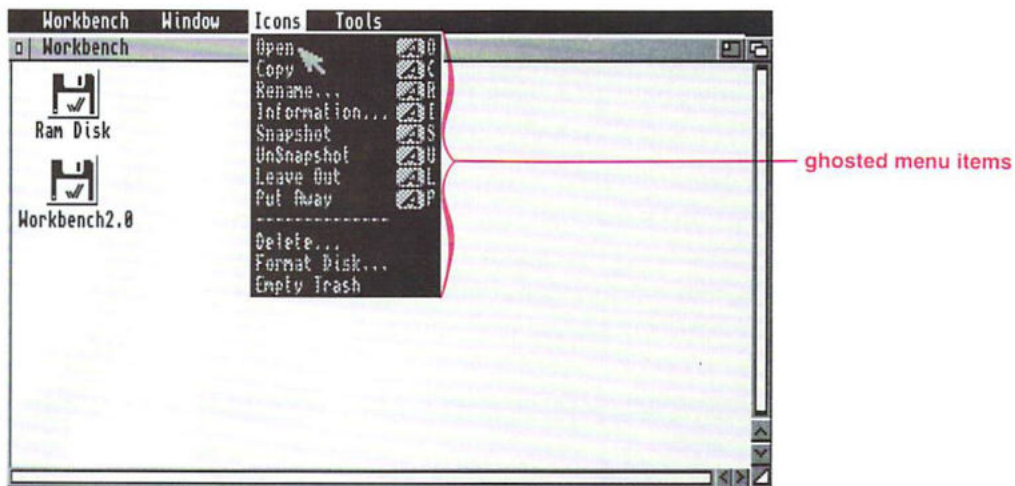 Workbench Window Icons Tools
Workbench
Open A O
Copy A C
Rename... A R
Information... A I
Snapshot A S
UnSnapshot A U
Leave Out A L
Put Away A P
--------------
Delete...
Format Disk...
Empty Trash
Ram Disk
Workbench2.0
ghosted menu items